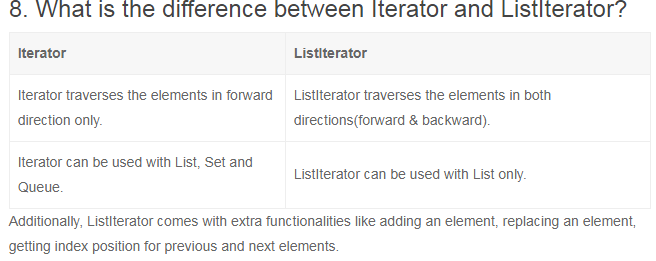 8. What is the difference between Iterator and ListIterator?
Iterator
ListIterator
Iterator traverses the elements in forward
direction only.
ListIterator traverses the elements in both
directions(forward & backward).
Iterator can be used with List, Set and
Queue.
ListIterator can be used with List only.
Additionally, ListIterator comes with extra functionalities like adding an element, replacing an element,
getting index position for previous and next elements.